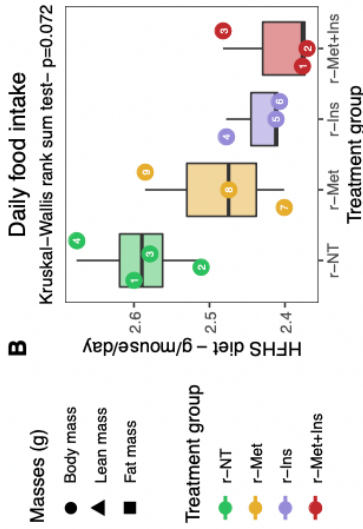 B
Daily food intake
Kruskal-Wallis rank sum test- p=0.072
HFHS diet - g/mouse/day
2.6
2.5
2.4
4
1
3
2
9
8
7
4
5
6
3
1
2
r-NT
r-Met
r-Ins
r-Met+Ins
Treatment group
Masses (g)
Body mass
Lean mass
Fat mass
Treatment group
r-NT
r-Met
r-Ins
r-Met+Ins